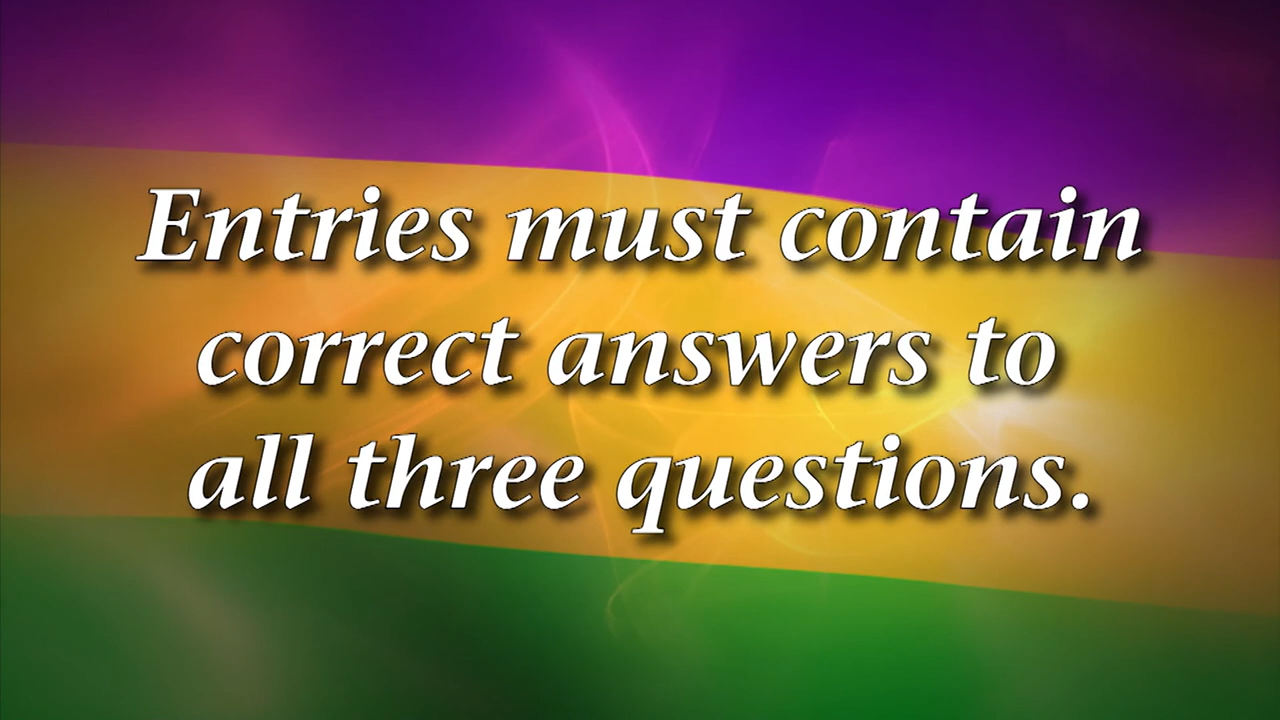 Entries must contain
correct answers to
all three questions.